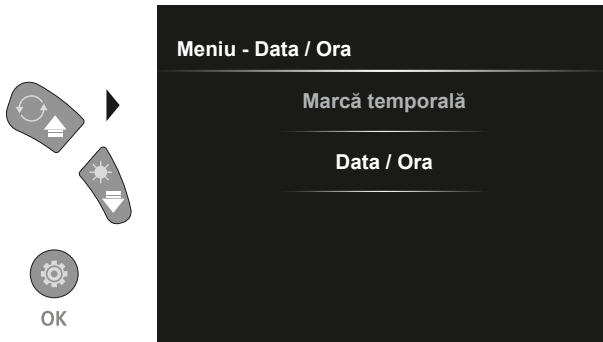 Meniu - Data / Ora
Marcă temporală
Data / Ora
OK